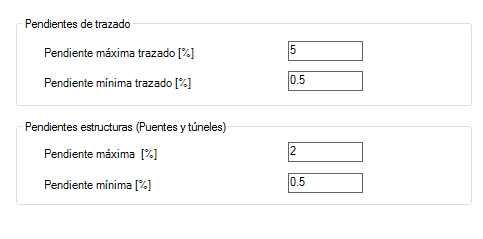 Pendientes de trazado
Pendiente máxima trazado [%] 5
Pendiente mínima trazado [%] 0.5
Pendientes estructuras (Puentes y túneles)
Pendiente máxima [%] 2
Pendiente mínima [%] 0.5